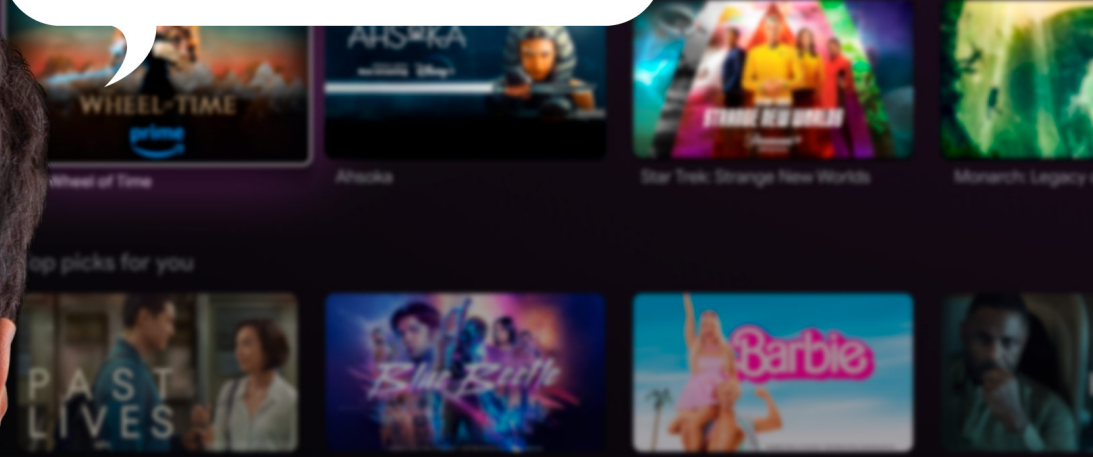 WHEEL OF TIME
prime
AHSOKA
Disney+
STRANGE NEW WORLDS
Wheel of Time
Ahsoka
Star Trek: Strange New Worlds
Monarch: Legacy
op picks for you
PAST
LIVES
Blue Beetle
Barbie